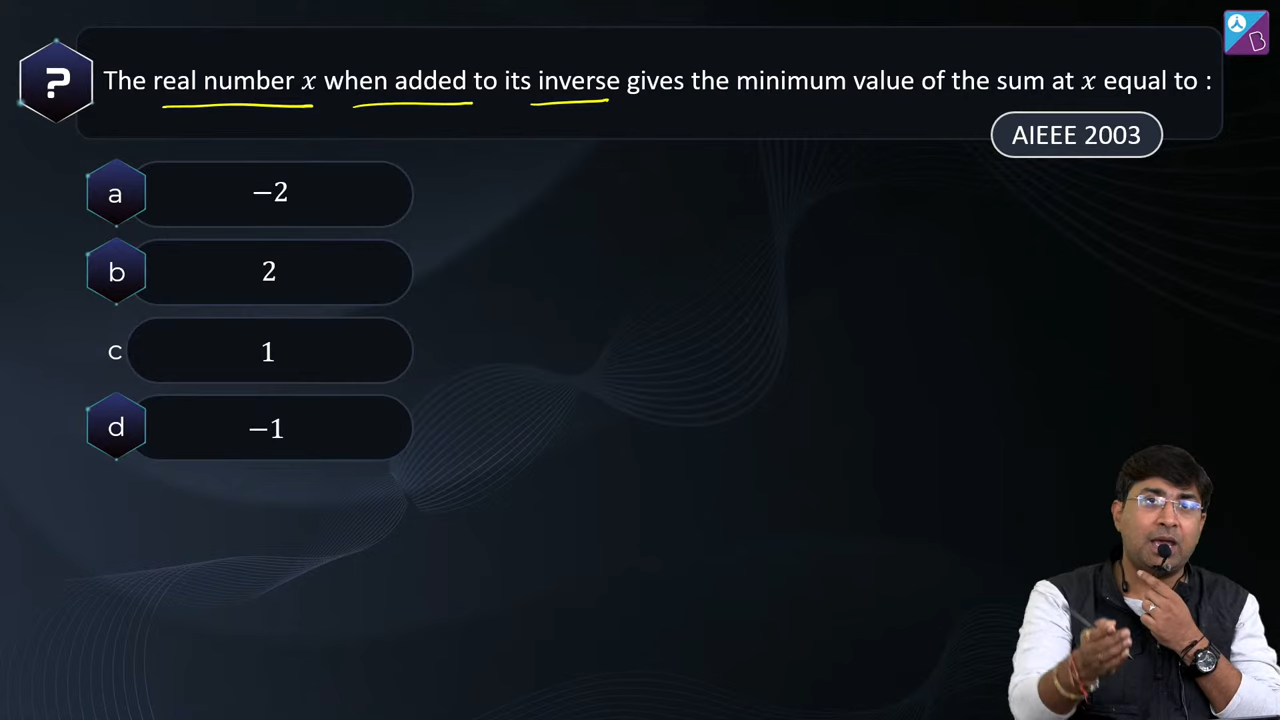 ?
The real number x when added to its inverse gives the minimum value of the sum at x equal to :
AIEEE 2003
a −2
b 2
c 1
d −1
B